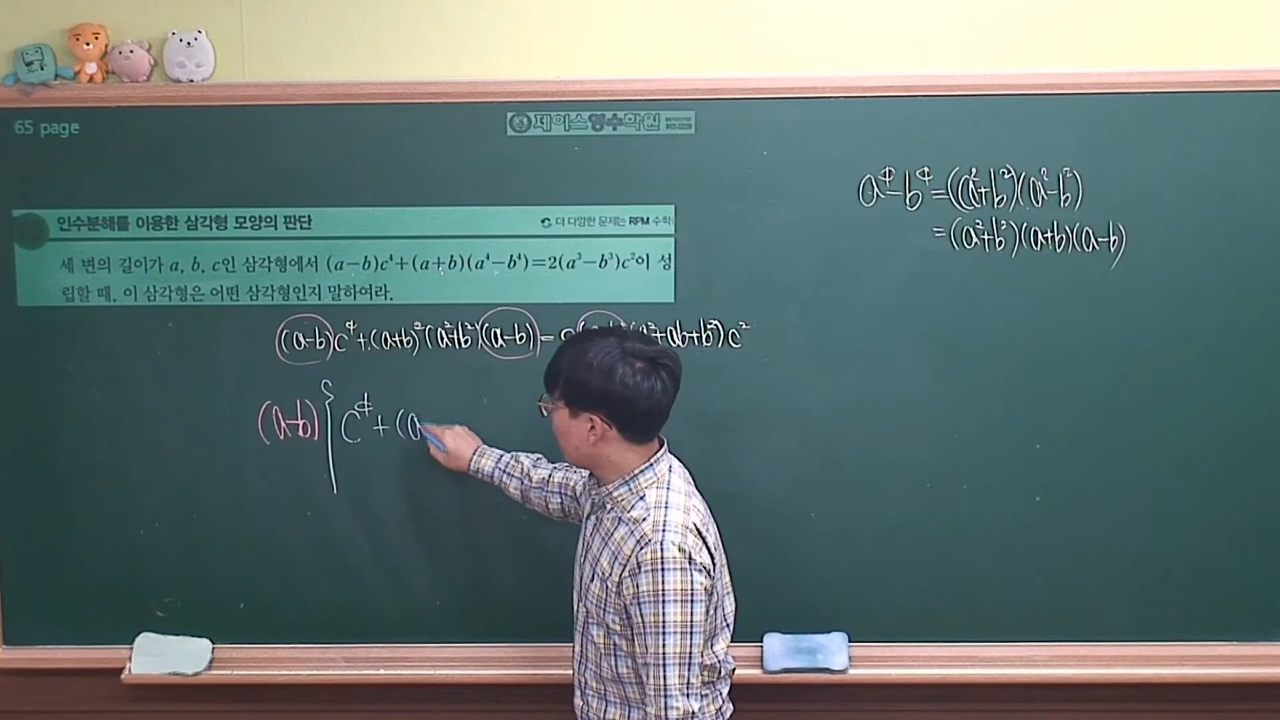 65 page
제이스영수학원
인수분해를 이용한 삼각형 모양의 판단
더 다양한 문제는 RPM 수학
세 변의 길이가 a, b, c인 삼각형에서 (a−b)c⁴+(a+b)(a⁴−b⁴)=2(a³−b³)c²이 성
립할 때, 이 삼각형은 어떤 삼각형인지 말하여라.
a⁴−b⁴=(a²+b²)(a²−b²)
=(a²+b²)(a+b)(a−b)
(a−b)c⁴+(a+b)²(a²+b²)(a−b)= a²+ab+b²)c²
(a−b){c⁴+(a